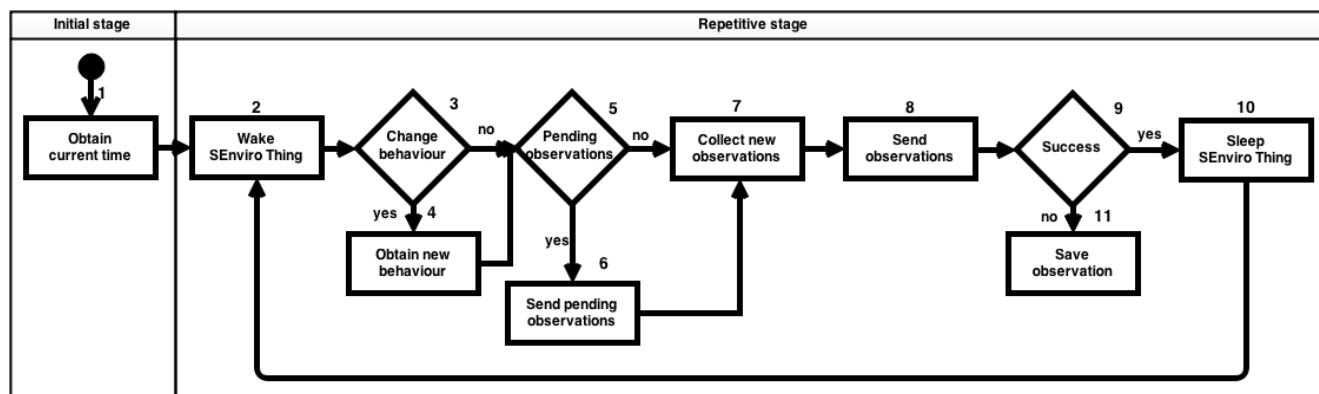 Initial stage
Repetitive stage
1
Obtain
current time
2
Wake
SEnviro Thing
3
Change
behaviour
no
yes
4
Obtain new
behaviour
5
Pending
observations
no
yes
6
Send pending
observations
7
Collect new
observations
8
Send
observations
9
Success
yes
no
10
Sleep
SEnviro Thing
11
Save
observation